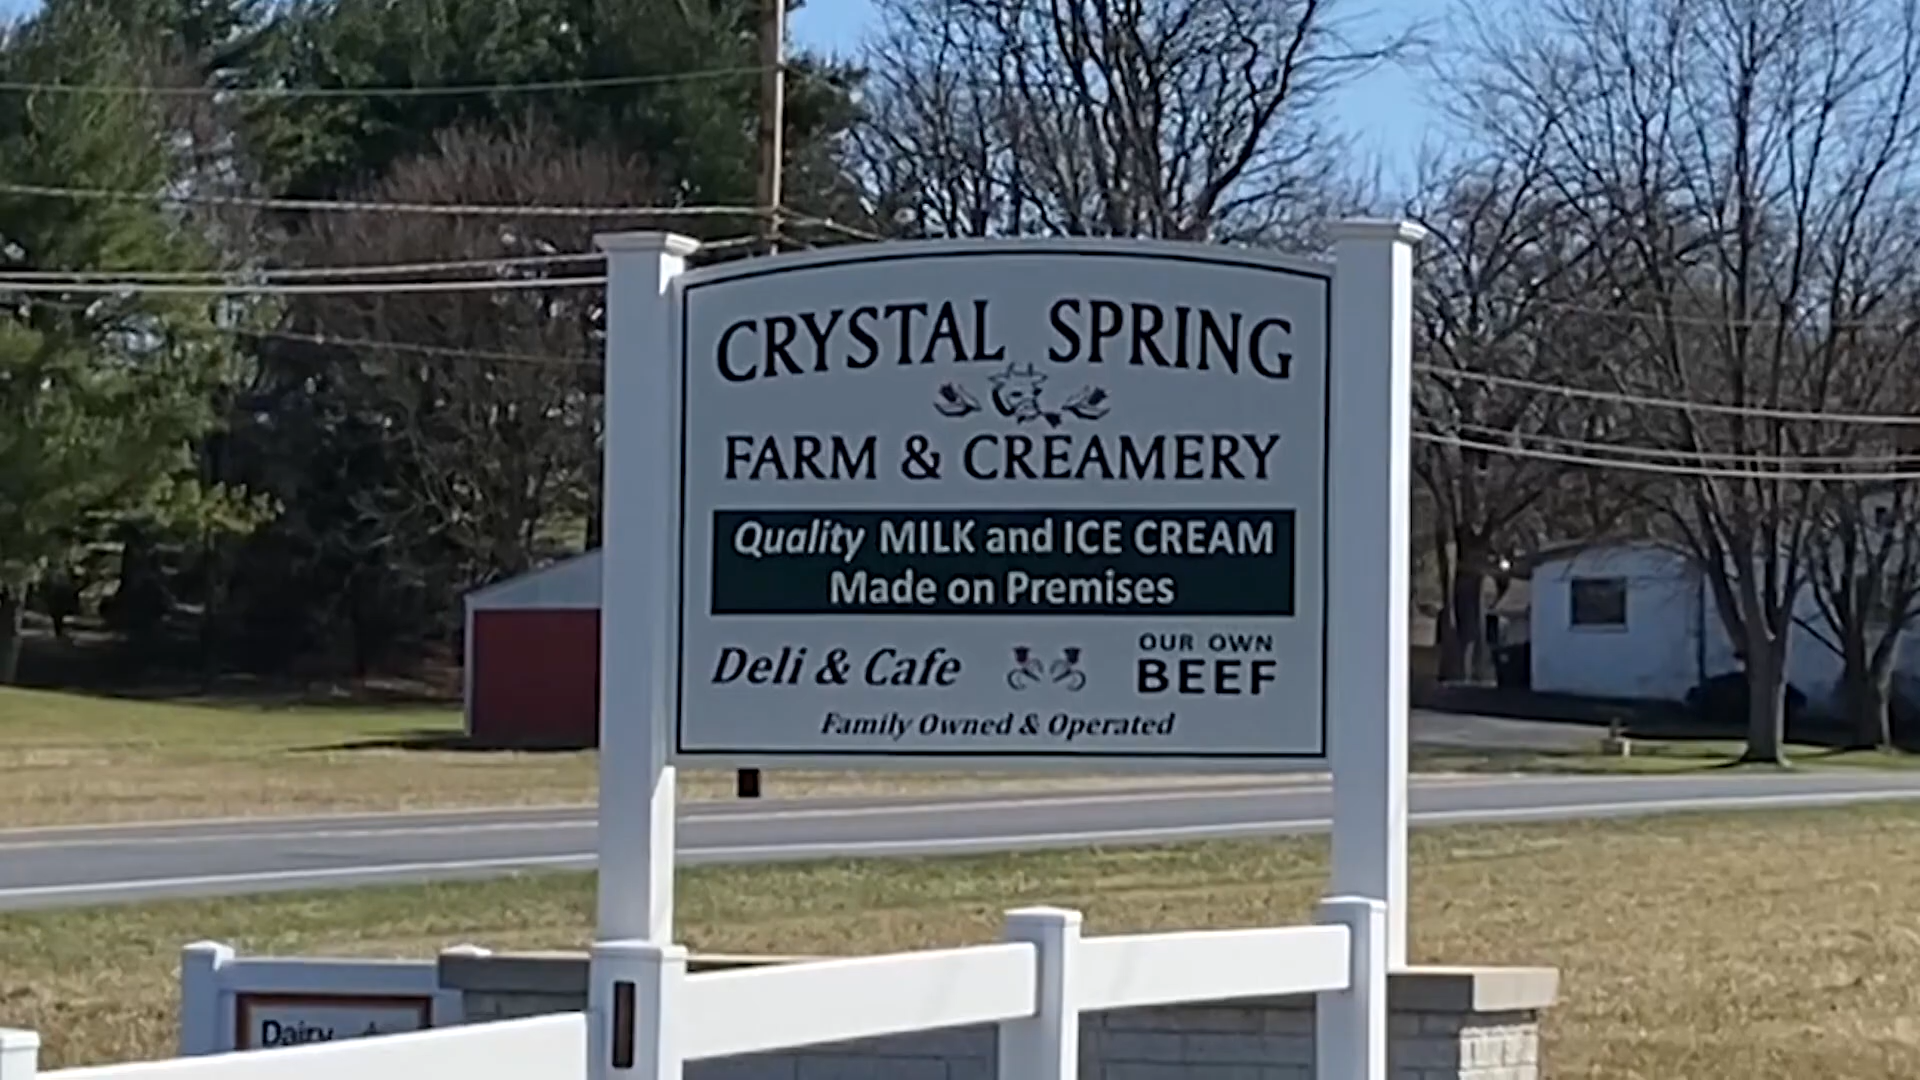 CRYSTAL SPRING
FARM & CREAMERY
Quality MILK and ICE CREAM
Made on Premises
Deli & Cafe
OUR OWN
BEEF
Family Owned & Operated
Dairy